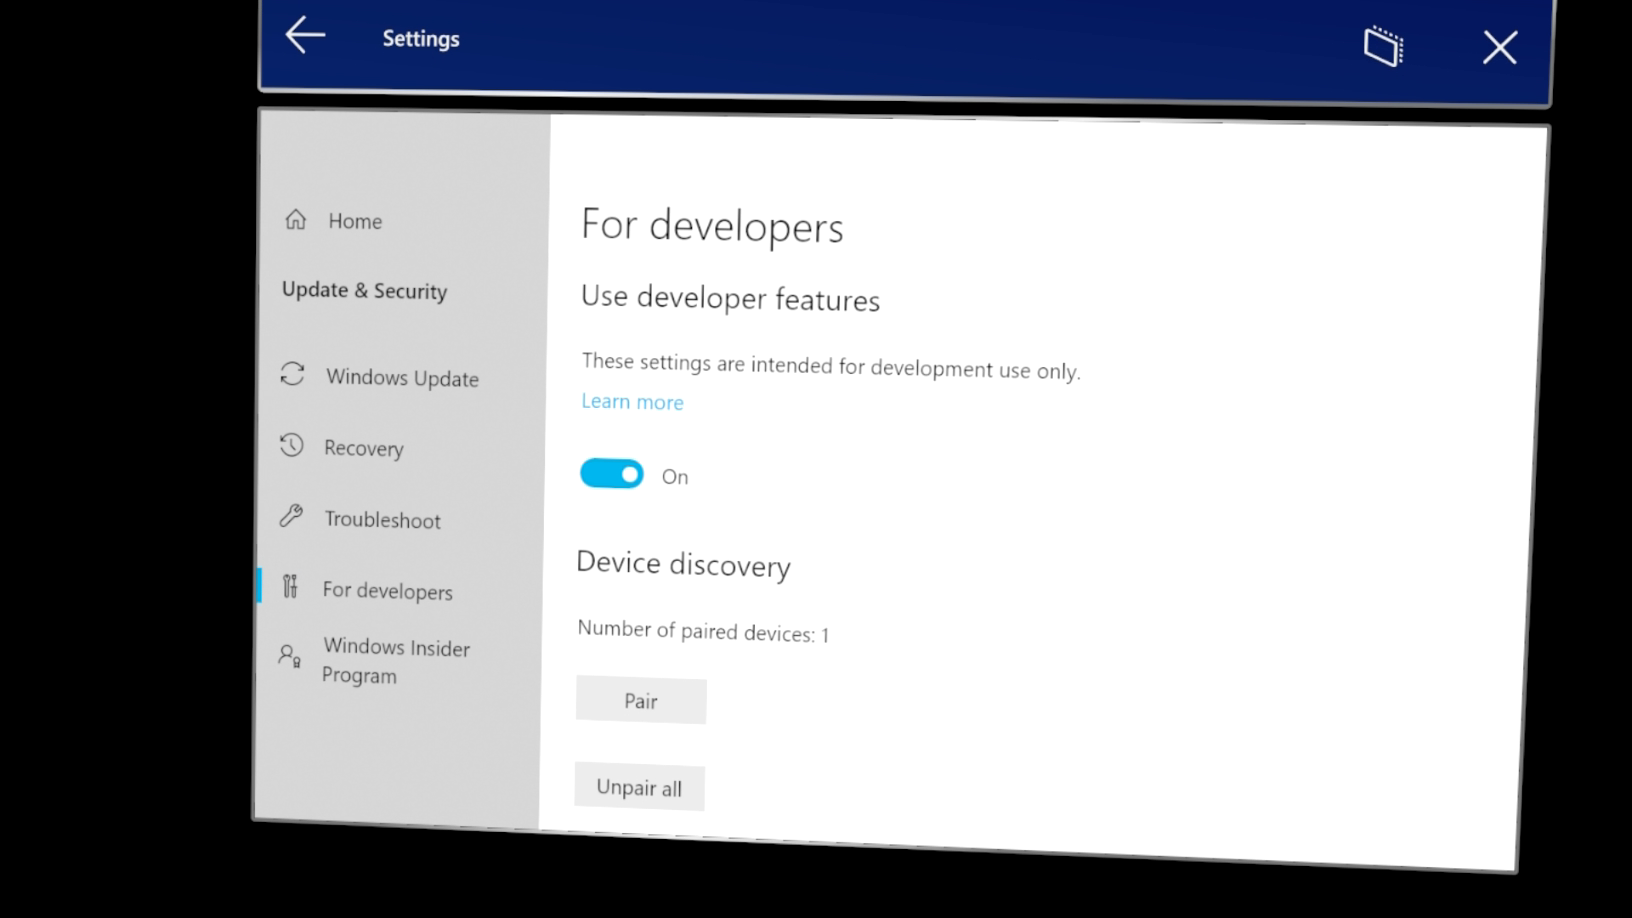 Settings
Home
Update & Security
Windows Update
Recovery
Troubleshoot
For developers
Windows Insider
Program
For developers
Use developer features
These settings are intended for development use only.
Learn more
On
Device discovery
Number of paired devices: 1
Pair
Unpair all